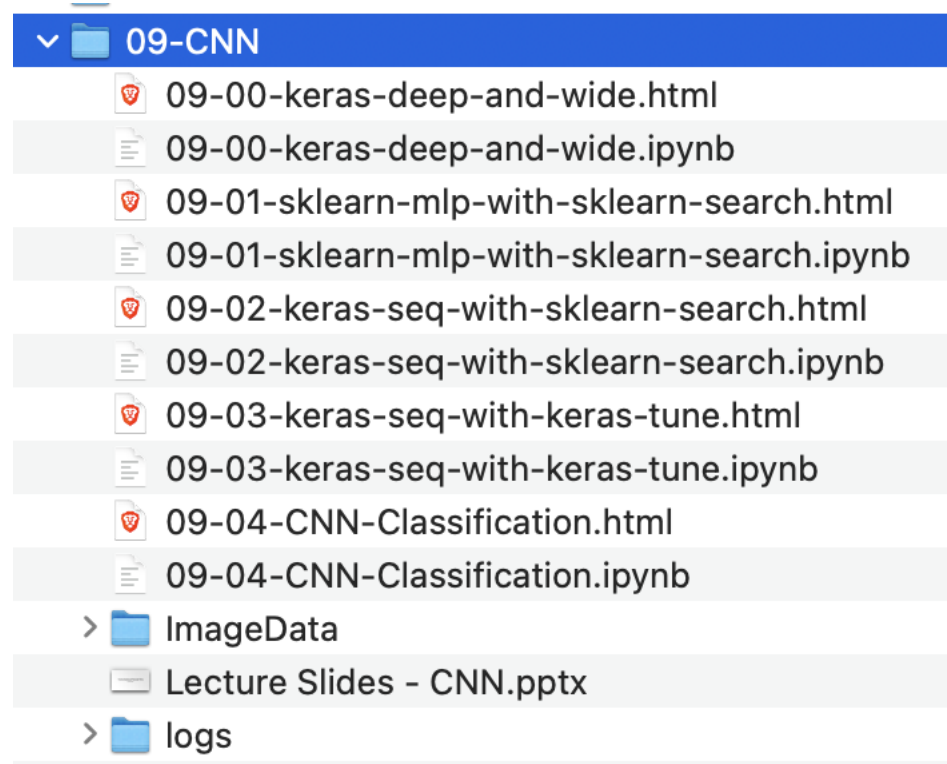 09-CNN
09-00-keras-deep-and-wide.html
09-00-keras-deep-and-wide.ipynb
09-01-sklearn-mlp-with-sklearn-search.html
09-01-sklearn-mlp-with-sklearn-search.ipynb
09-02-keras-seq-with-sklearn-search.html
09-02-keras-seq-with-sklearn-search.ipynb
09-03-keras-seq-with-keras-tune.html
09-03-keras-seq-with-keras-tune.ipynb
09-04-CNN-Classification.html
09-04-CNN-Classification.ipynb
ImageData
Lecture Slides - CNN.pptx
logs